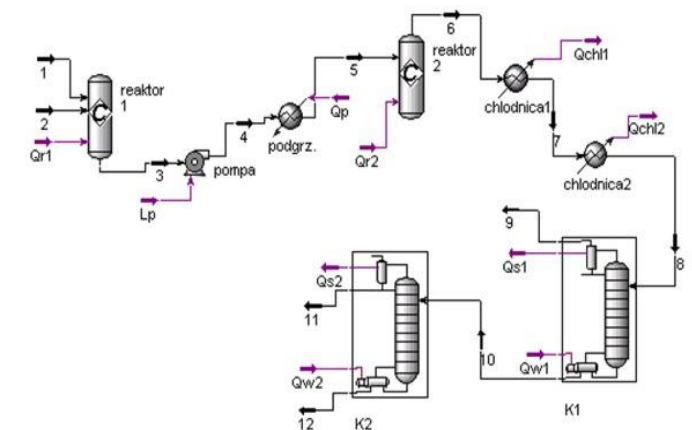 6
reaktor
2
Qchl1
chlodnica1
1
reaktor
1
5
2
Qp
4
podgrz.
Qr2
7
Qchl2
chlodnica2
Qr1
3
pompa
Lp
9
8
Qs1
Qs2
11
10
Qw1
Qw2
12
K2
K1